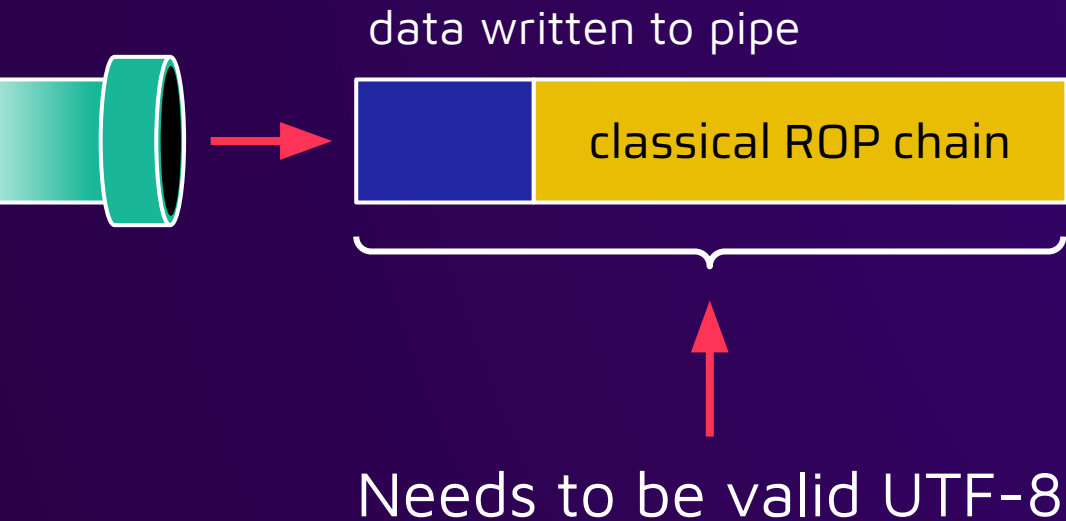 data written to pipe
classical ROP chain
Needs to be valid UTF-8